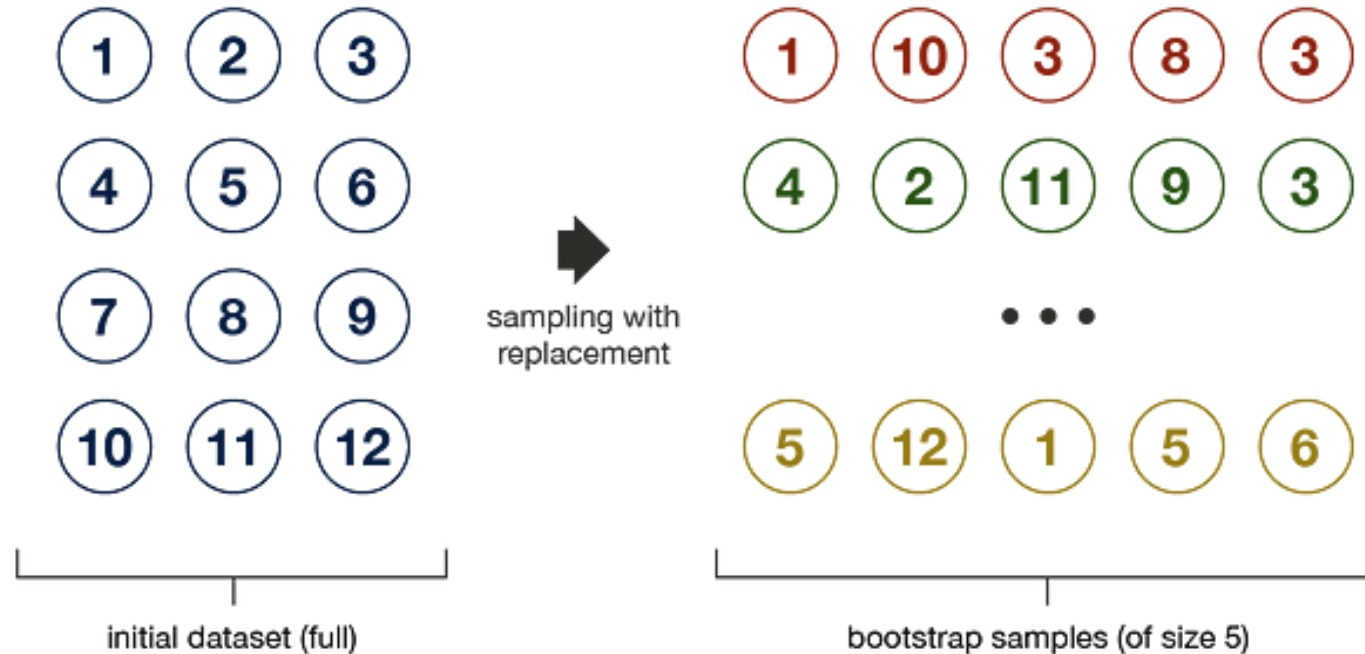 1 2 3 1 10 3 8 3
4 5 6 4 2 11 9 3
sampling with
replacement
7 8 9
10 11 12 5 12 1 5 6
initial dataset (full) bootstrap samples (of size 5)